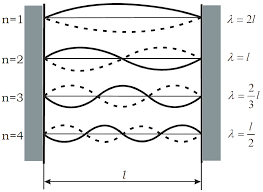 n=1 λ = 2l
n=2 λ = l
n=3 λ = 2/3 l
n=4 λ = l/2
l